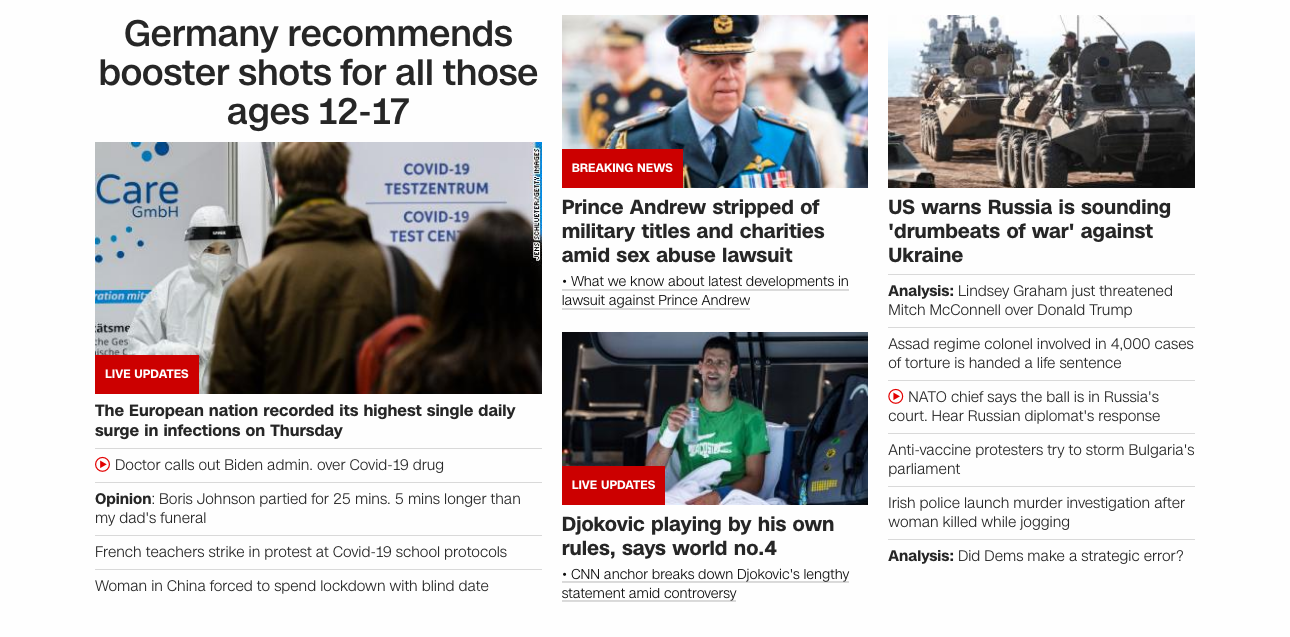 Germany recommends
booster shots for all those
ages 12-17
Care
GmbH
COVID-19
TESTZENTRUM
COVID-19
JENS SCHLUETER/GETTY IMAGES
LIVE UPDATES
The European nation recorded its highest single daily
surge in infections on Thursday
Doctor calls out Biden admin. over Covid-19 drug
Opinion: Boris Johnson partied for 25 mins. 5 mins longer than
my dad's funeral
French teachers strike in protest at Covid-19 school protocols
Woman in China forced to spend lockdown with blind date
BREAKING NEWS
Prince Andrew stripped of
military titles and charities
amid sex abuse lawsuit
• What we know about latest developments in
lawsuit against Prince Andrew
LIVE UPDATES
Djokovic playing by his own
rules, says world no.4
• CNN anchor breaks down Djokovic's lengthy
statement amid controversy
US warns Russia is sounding
'drumbeats of war' against
Ukraine
Analysis: Lindsey Graham just threatened
Mitch McConnell over Donald Trump
Assad regime colonel involved in 4,000 cases
of torture is handed a life sentence
NATO chief says the ball is in Russia's
court. Hear Russian diplomat's response
Anti-vaccine protesters try to storm Bulgaria's
parliament
Irish police launch murder investigation after
woman killed while jogging
Analysis: Did Dems make a strategic error?